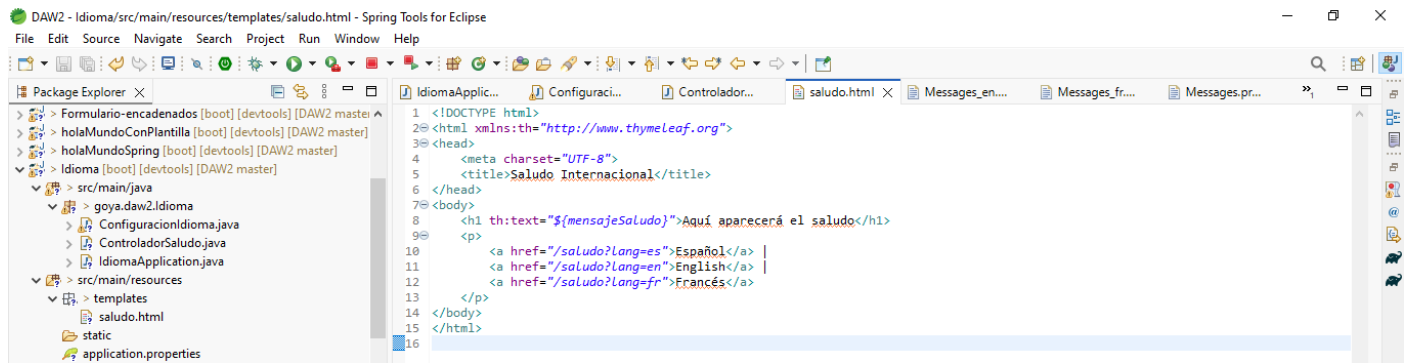 DAW2 - Idioma/src/main/resources/templates/saludo.html - Spring Tools for Eclipse
File Edit Source Navigate Search Project Run Window Help
Package Explorer
> Formulario-encadenados [boot] [devtools] [DAW2 master]
> holaMundoConPlantilla [boot] [devtools] [DAW2 master]
> holaMundoSpring [boot] [devtools] [DAW2 master]
> Idioma [boot] [devtools] [DAW2 master]
> src/main/java
> goya.daw2.Idioma
ConfiguracionIdioma.java
ControladorSaludo.java
IdiomaApplication.java
> src/main/resources
> templates
saludo.html
static
application.properties
IdiomaApplic... Configuraci... Controlador... saludo.html Messages_en.... Messages_fr.... Messages.pr... »1
1 <!DOCTYPE html>
2 <html xmlns:th="http://www.thymeleaf.org">
3 <head>
4 <meta charset="UTF-8">
5 <title>Saludo Internacional</title>
6 </head>
7 <body>
8 <h1 th:text="${mensajeSaludo}">Aquí aparecerá el saludo</h1>
9 <p>
10 <a href="/saludo?lang=es">Español</a> |
11 <a href="/saludo?lang=en">English</a> |
12 <a href="/saludo?lang=fr">Francés</a>
13 </p>
14 </body>
15 </html>
16